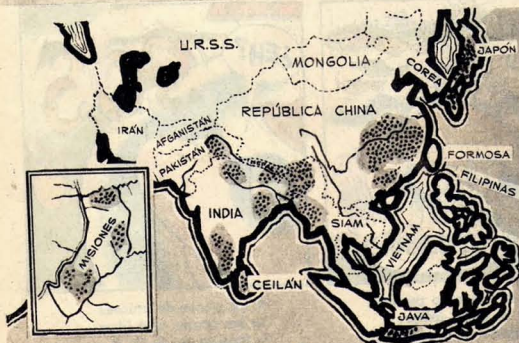 U.R.S.S.
MONGOLIA
COREA
JAPÓN
IRÁN
AFGANISTÁN
REPÚBLICA CHINA
PAKISTÁN
FORMOSA
FILIPINAS
INDIA
SIAM
VIETNAM
MISIONES
CEILÁN
JAVA